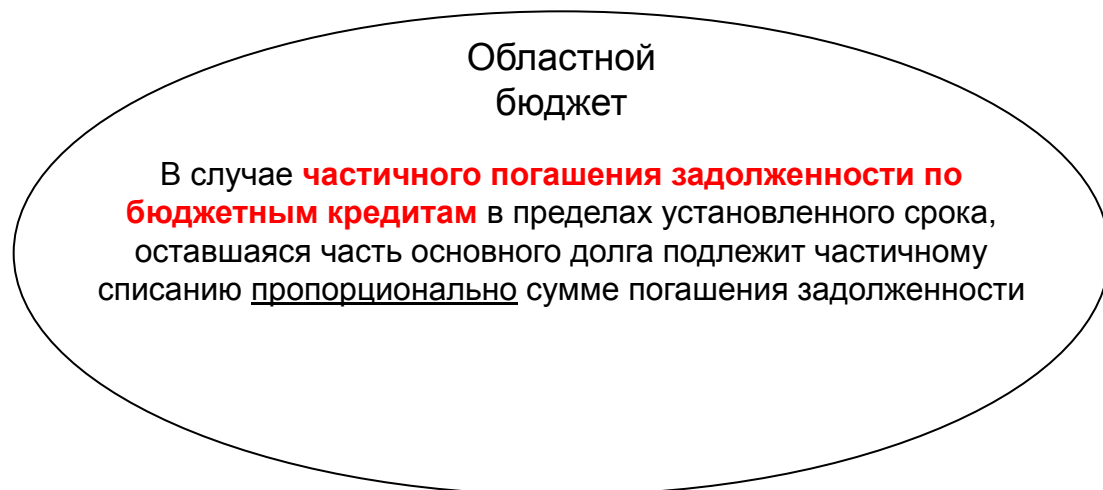 Областной
бюджет
В случае частичного погашения задолженности по
бюджетным кредитам в пределах установленного срока,
оставшаяся часть основного долга подлежит частичному
списанию пропорционально сумме погашения задолженности